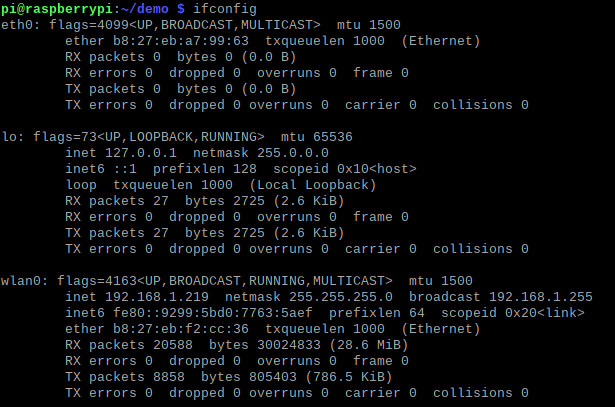 pi@raspberrypi:~/demo $ ifconfig
eth0: flags=4099<UP,BROADCAST,MULTICAST>  mtu 1500
        ether b8:27:eb:a7:99:63  txqueuelen 1000  (Ethernet)
        RX packets 0  bytes 0 (0.0 B)
        RX errors 0  dropped 0  overruns 0  frame 0
        TX packets 0  bytes 0 (0.0 B)
        TX errors 0  dropped 0 overruns 0  carrier 0  collisions 0

lo: flags=73<UP,LOOPBACK,RUNNING>  mtu 65536
        inet 127.0.0.1  netmask 255.0.0.0
        inet6 ::1  prefixlen 128  scopeid 0x10<host>
        loop  txqueuelen 1000  (Local Loopback)
        RX packets 27  bytes 2725 (2.6 KiB)
        RX errors 0  dropped 0  overruns 0  frame 0
        TX packets 27  bytes 2725 (2.6 KiB)
        TX errors 0  dropped 0 overruns 0  carrier 0  collisions 0

wlan0: flags=4163<UP,BROADCAST,RUNNING,MULTICAST>  mtu 1500
        inet 192.168.1.219  netmask 255.255.255.0  broadcast 192.168.1.255
        inet6 fe80::9299:5bd0:7763:5aef  prefixlen 64  scopeid 0x20<link>
        ether b8:27:eb:f2:cc:36  txqueuelen 1000  (Ethernet)
        RX packets 20588  bytes 30024833 (28.6 MiB)
        RX errors 0  dropped 0  overruns 0  frame 0
        TX packets 8858  bytes 805403 (786.5 KiB)
        TX errors 0  dropped 0 overruns 0  carrier 0  collisions 0